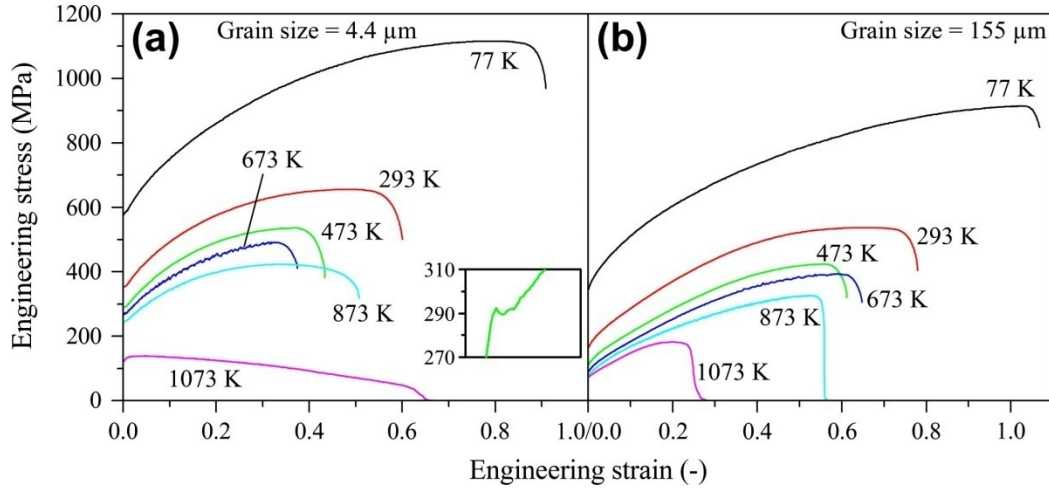 1200
1000
800
600
400
200
0
Engineering stress (MPa)
(a)
Grain size = 4.4 µm
77 K
673 K
293 K
473 K
873 K
1073 K
310
290
270
0.0
0.2
0.4
0.6
0.8
1.0/0.0
(b)
Grain size = 155 µm
77 K
293 K
473 K
673 K
873 K
1073 K
0.2
0.4
0.6
0.8
1.0
Engineering strain (-)